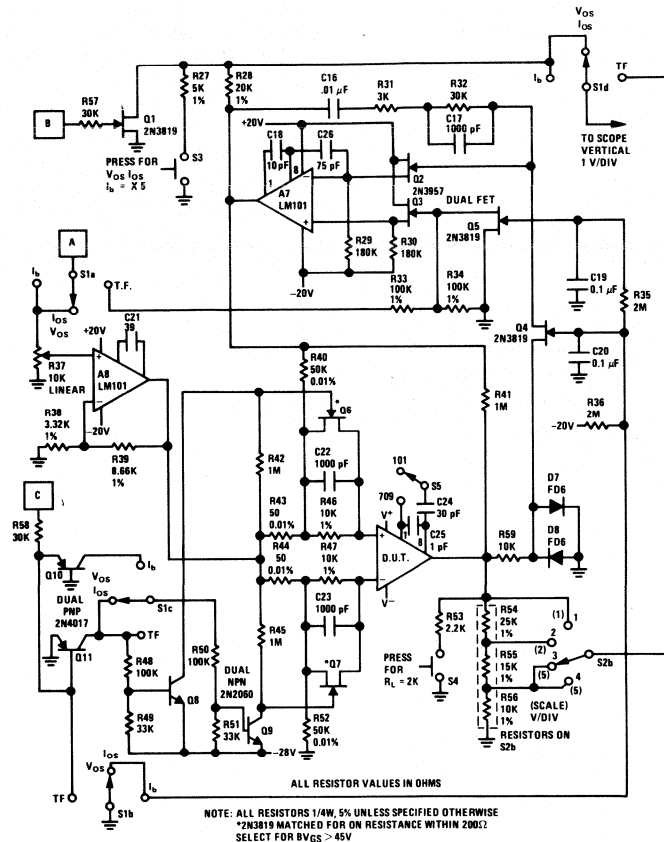 VOS
IOS
TF
Ib
S1d
TO SCOPE
VERTICAL
1 V/DIV
R27
5K
1%
R28
20K
1%
C16
.01 µF
R31
3K
R32
30K
C17
1000 pF
B
R57
30K
Q1
2N3819
+20V
C18
10 pF
C26
75 pF
PRESS FOR
VOS IOS
Ib = X 5
S3
1
8
A7
LM101
−
+
Q2
2N3957
DUAL FET
Q3
Q5
2N3819
R29
180K
R30
180K
−20V
A
S1a
Ib
IOS
VOS
T.F.
R33
100K
1%
R34
100K
1%
C19
0.1 µF
R35
2M
Q4
2N3819
C20
0.1 µF
R36
2M
−20V
C21
39
+20V
R37
10K
LINEAR
+
−
A8
LM101
−20V
R38
3.32K
1%
R39
8.66K
1%
R40
50K
0.01%
*
Q6
R41
1M
R42
1M
C22
1000 pF
R43
50
0.01%
R46
10K
1%
R44
50
0.01%
R47
10K
1%
101
S5
709
C24
30 pF
V+
1
8
C25
1 pF
+
−
D.U.T.
V−
D7
FD6
D8
FD6
R59
10K
C
R58
30K
Q10
Ib
DUAL
PNP
2N4017
VOS
IOS
S1c
Q11
TF
R48
100K
R49
33K
Q8
R50
100K
DUAL
NPN
2N2060
R51
33K
Q9
R45
1M
C23
1000 pF
*Q7
R52
50K
0.01%
−28V
R53
2.2K
PRESS
FOR
RL = 2K
S4
R54
25K
1%
R55
15K
1%
R56
10K
1%
(1)
1
2
(2)
3
(5)
4
(5)
S2b
(SCALE)
V/DIV
RESISTORS ON
S2b
TF
VOS
IOS
Ib
S1b
ALL RESISTOR VALUES IN OHMS
NOTE: ALL RESISTORS 1/4W, 5% UNLESS SPECIFIED OTHERWISE
*2N3819 MATCHED FOR ON RESISTANCE WITHIN 200Ω
SELECT FOR BVGS > 45V